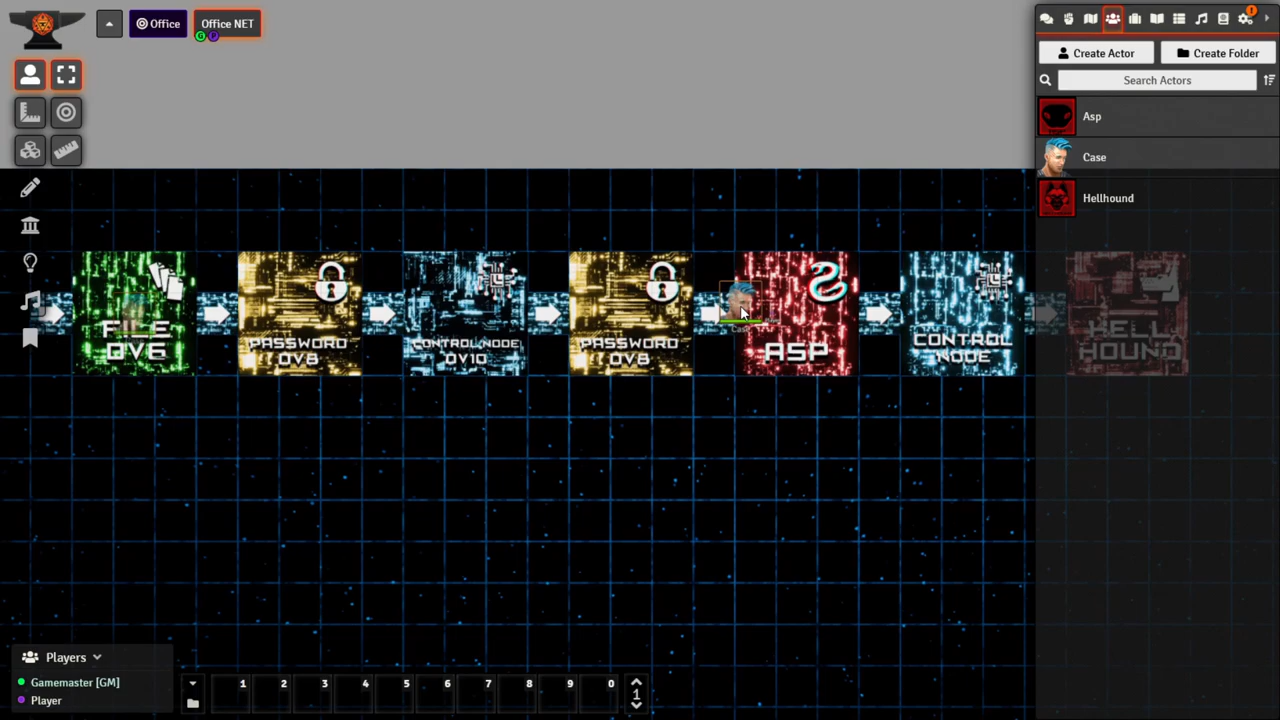 Office
Office NET
G P
Create Actor
Create Folder
Search Actors
Asp
Case
Hellhound
FILE
DV6
PASSWORD
DV8
CONTROL NODE
DV10
PASSWORD
DV8
ASP
CONTROL
NODE
HELL
HOUND
Players
Gamemaster [GM]
Player
1 2 3 4 5 6 7 8 9 0
1